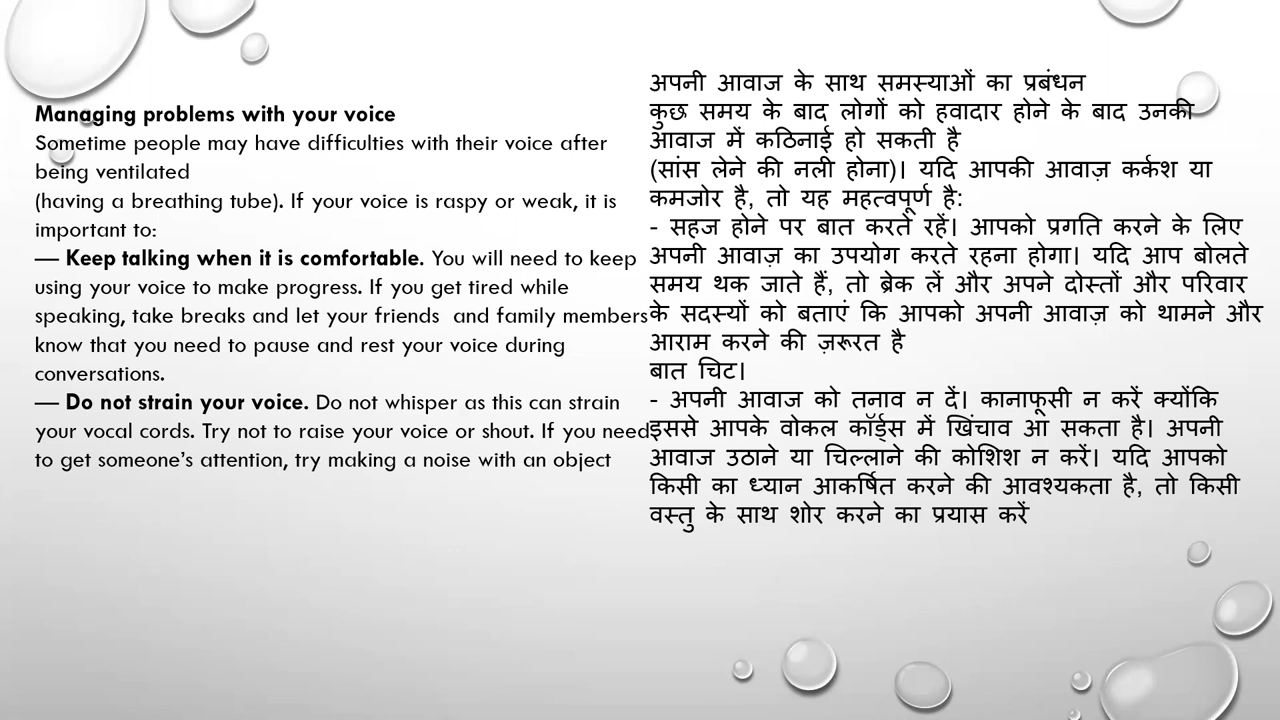 Managing problems with your voice
Sometime people may have difficulties with their voice after
being ventilated
(having a breathing tube). If your voice is raspy or weak, it is
important to:
— Keep talking when it is comfortable. You will need to keep
using your voice to make progress. If you get tired while
speaking, take breaks and let your friends  and family members
know that you need to pause and rest your voice during
conversations.
— Do not strain your voice. Do not whisper as this can strain
your vocal cords. Try not to raise your voice or shout. If you need
to get someone’s attention, try making a noise with an object
अपनी आवाज के साथ समस्याओं का प्रबंधन
कुछ समय के बाद लोगों को हवादार होने के बाद उनकी
आवाज में कठिनाई हो सकती है
(सांस लेने की नली होना)। यदि आपकी आवाज़ कर्कश या
कमजोर है, तो यह महत्वपूर्ण है:
- सहज होने पर बात करते रहें। आपको प्रगति करने के लिए
अपनी आवाज़ का उपयोग करते रहना होगा। यदि आप बोलते
समय थक जाते हैं, तो ब्रेक लें और अपने दोस्तों और परिवार
के सदस्यों को बताएं कि आपको अपनी आवाज़ को थामने और
आराम करने की ज़रूरत है
बात चिट।
- अपनी आवाज को तनाव न दें। कानाफूसी न करें क्योंकि
इससे आपके वोकल कॉर्ड्स में खिंचाव आ सकता है। अपनी
आवाज उठाने या चिल्लाने की कोशिश न करें। यदि आपको
किसी का ध्यान आकर्षित करने की आवश्यकता है, तो किसी
वस्तु के साथ शोर करने का प्रयास करें